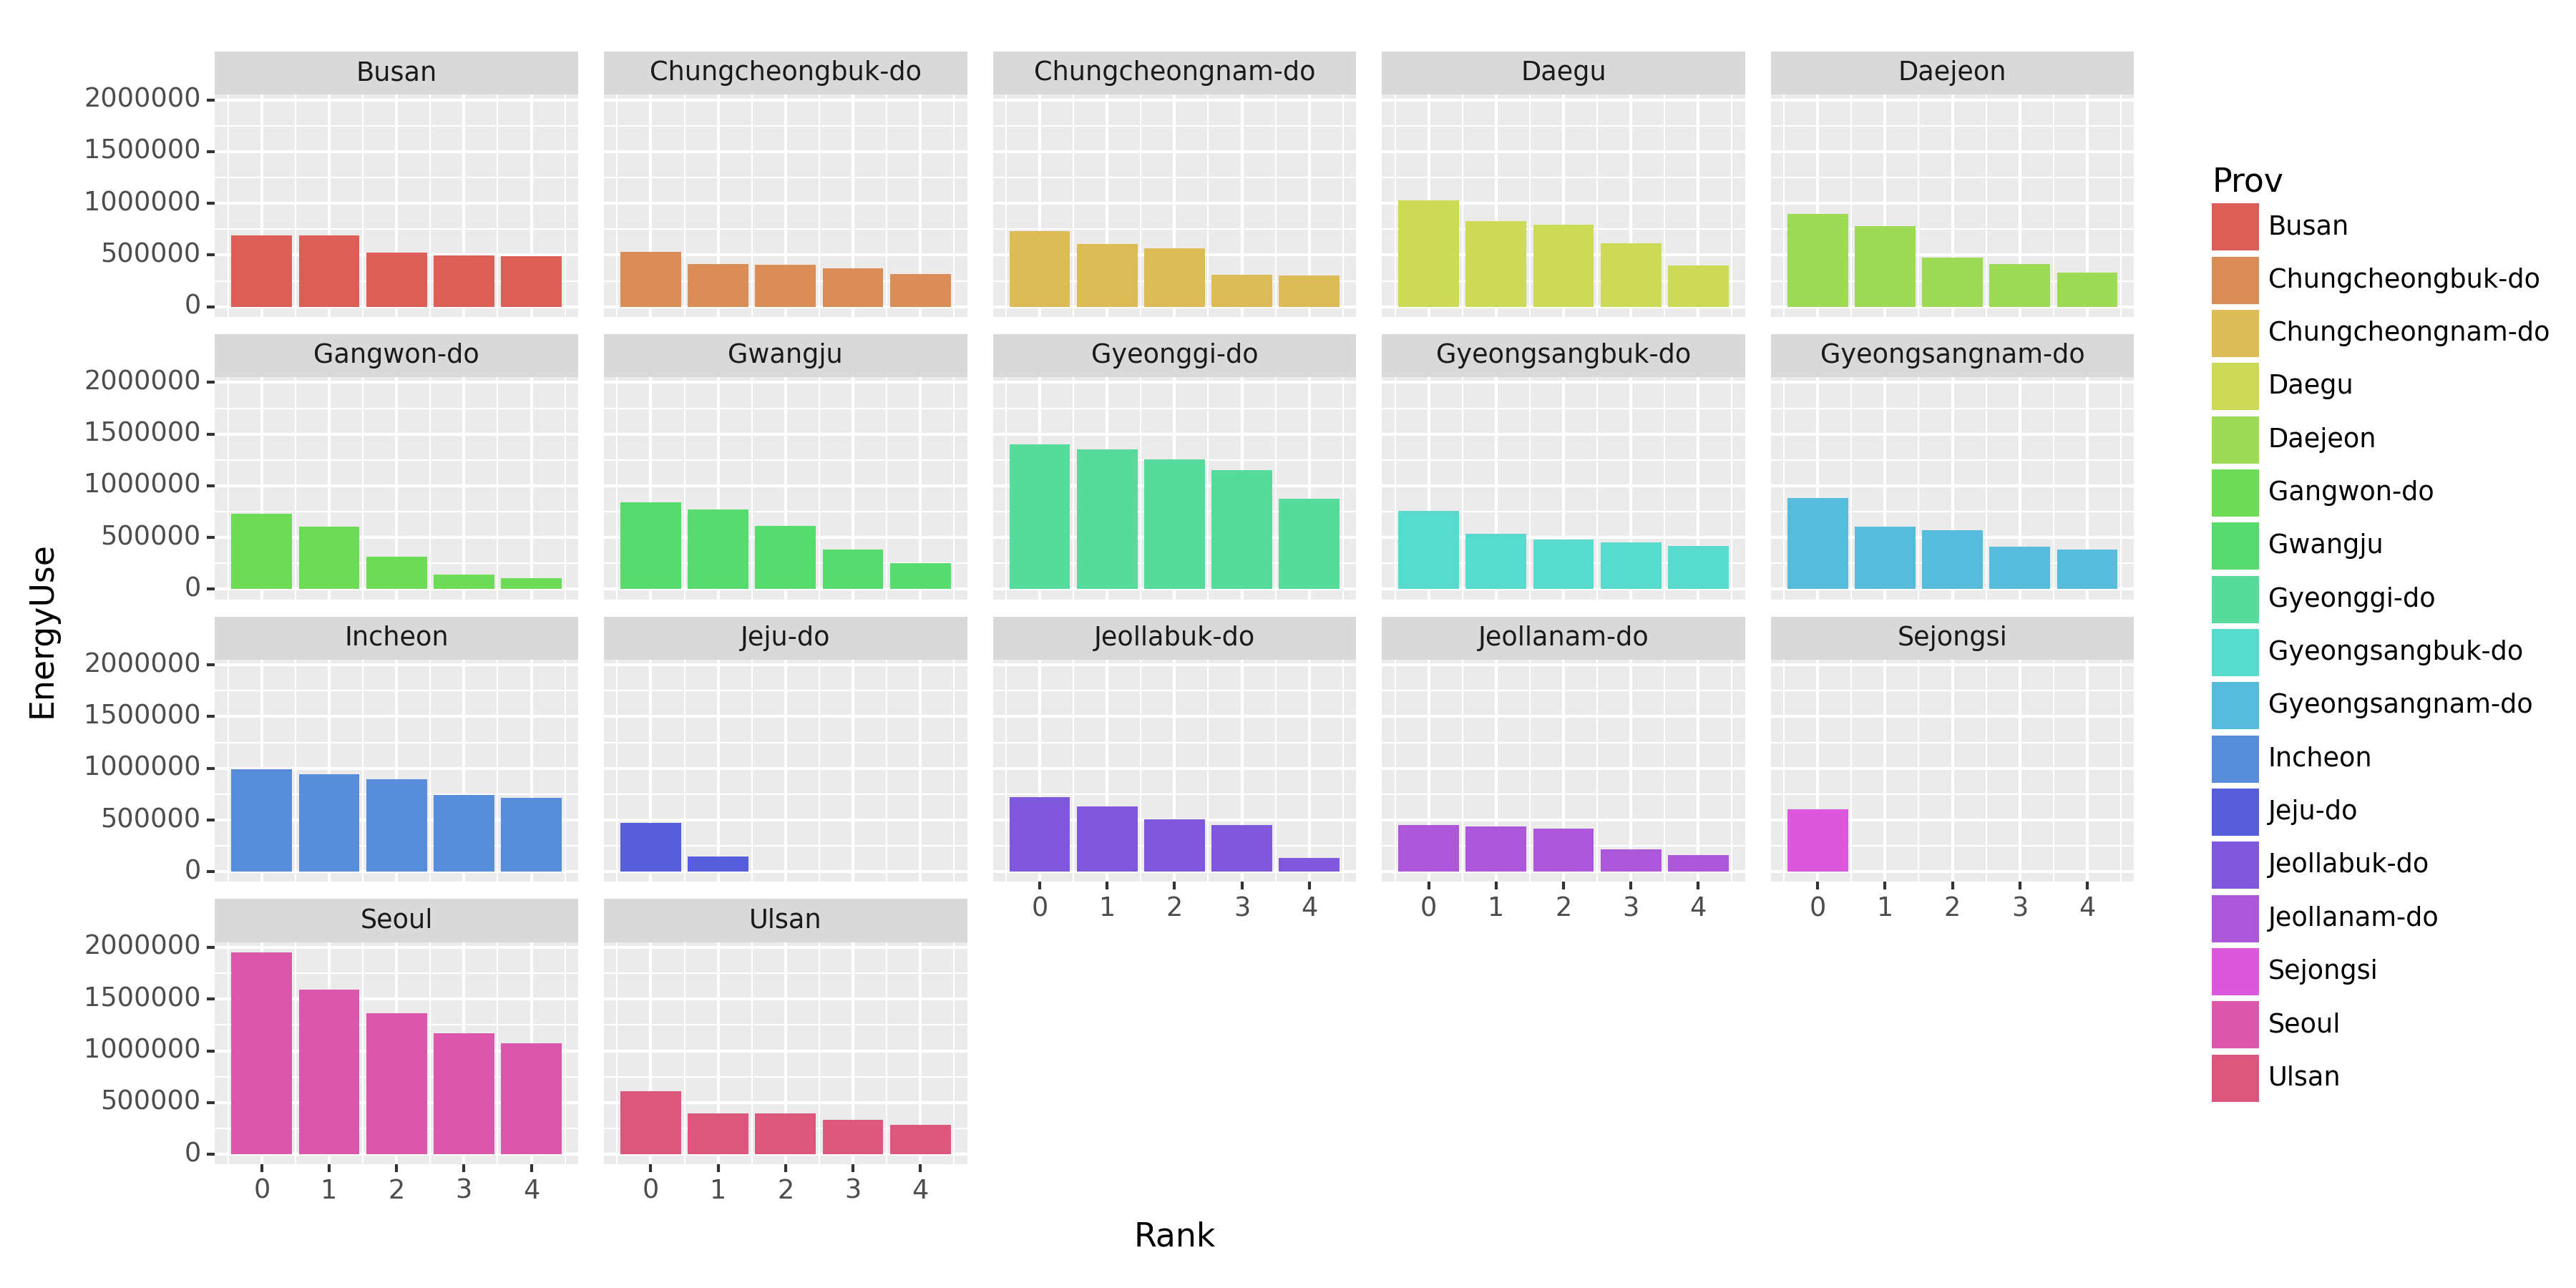 Busan
Chungcheongbuk-do
Chungcheongnam-do
Daegu
Daejeon
2000000
1500000
1000000
500000
0
Gangwon-do
Gwangju
Gyeonggi-do
Gyeongsangbuk-do
Gyeongsangnam-do
2000000
1500000
1000000
500000
0
Incheon
Jeju-do
Jeollabuk-do
Jeollanam-do
Sejongsi
2000000
1500000
1000000
500000
0
0 1 2 3 4
0 1 2 3 4
0 1 2 3 4
Seoul
Ulsan
2000000
1500000
1000000
500000
0
0 1 2 3 4
0 1 2 3 4
EnergyUse
Rank
Prov
Busan
Chungcheongbuk-do
Chungcheongnam-do
Daegu
Daejeon
Gangwon-do
Gwangju
Gyeonggi-do
Gyeongsangbuk-do
Gyeongsangnam-do
Incheon
Jeju-do
Jeollabuk-do
Jeollanam-do
Sejongsi
Seoul
Ulsan